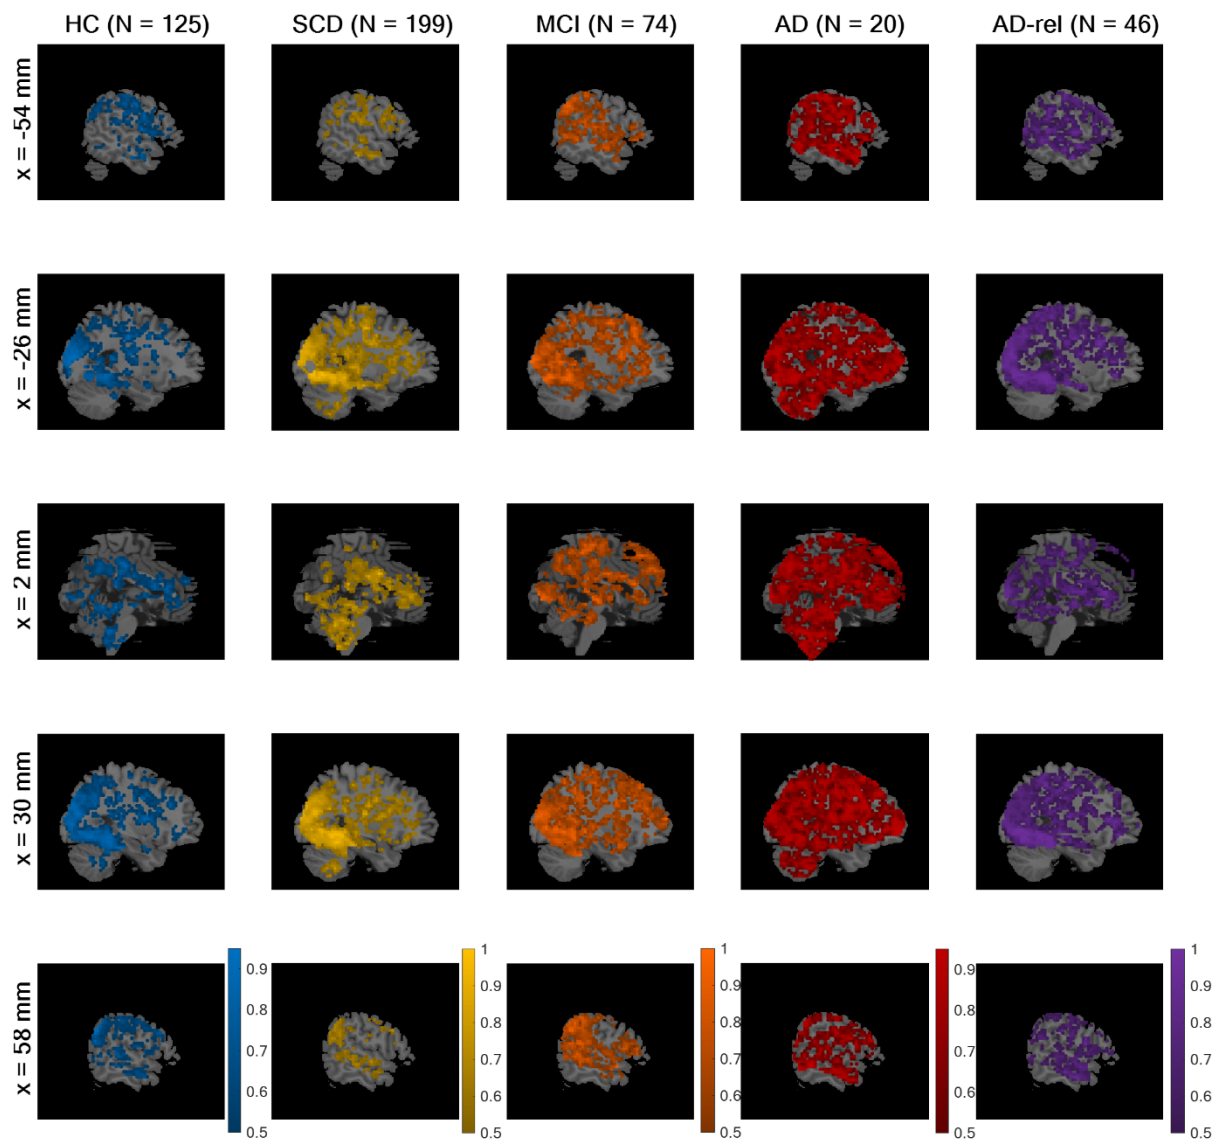 HC (N = 125) SCD (N = 199) MCI (N = 74) AD (N = 20) AD-rel (N = 46)
x = -54 mm
x = -26 mm
x = 2 mm
x = 30 mm
x = 58 mm
0.9 1 1 0.9 1
0.8 0.9 0.9 0.8 0.9
0.7 0.8 0.8 0.7 0.8
0.6 0.7 0.7 0.6 0.7
0.5 0.6 0.6 0.5 0.6
0.5 0.5 0.5